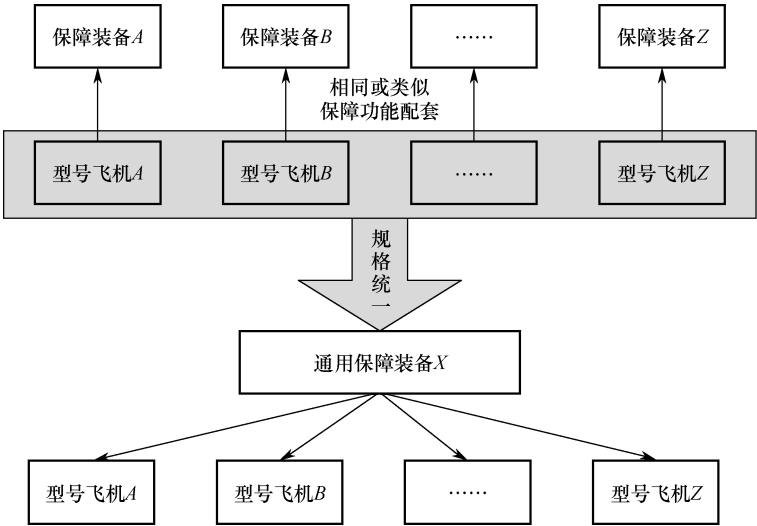 保障装备A
保障装备B
……
保障装备Z
相同或类似
保障功能配套
型号飞机A
型号飞机B
……
型号飞机Z
规
格
统
一
通用保障装备X
型号飞机A
型号飞机B
……
型号飞机Z